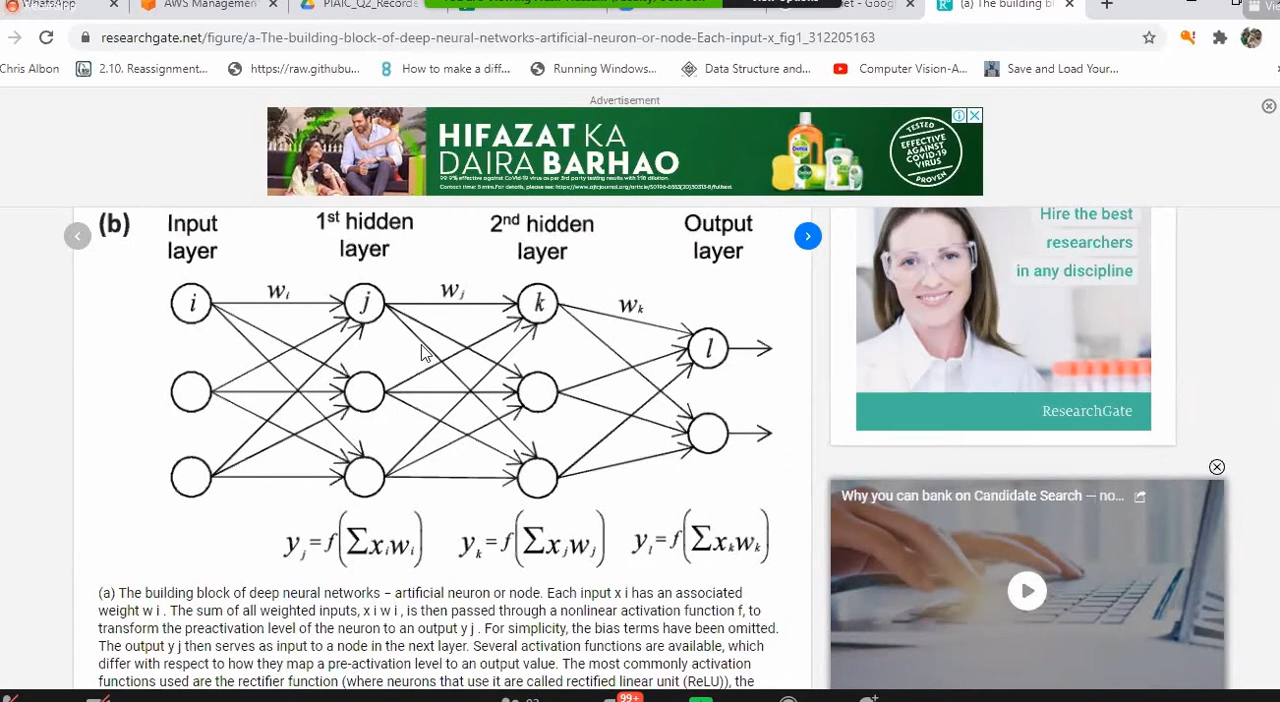 WhatsApp
AWS Managemen
PIAIC_Q2_Recorde
et - Goog
(a) The building bl
researchgate.net/figure/a-The-building-block-of-deep-neural-networks-artificial-neuron-or-node-Each-input-x_fig1_312205163
Chris Albon
2.10. Reassignment...
https://raw.githubu...
How to make a diff...
Running Windows...
Data Structure and...
Computer Vision-A...
Save and Load Your...
Advertisement
HIFAZAT KA
DAIRA BARHAO
TESTED
EFFECTIVE
AGAINST
COVID-19
VIRUS
PROVEN
(b)
Input
layer
1st hidden
layer
2nd hidden
layer
Output
layer
i
wi
j
wj
k
wk
l
yj=f(∑xiwi)
yk=f(∑xjwj)
yl=f(∑xkwk)
(a) The building block of deep neural networks – artificial neuron or node. Each input x i has an associated
weight w i . The sum of all weighted inputs, x i w i , is then passed through a nonlinear activation function f, to
transform the preactivation level of the neuron to an output y j . For simplicity, the bias terms have been omitted.
The output y j then serves as input to a node in the next layer. Several activation functions are available, which
differ with respect to how they map a pre-activation level to an output value. The most commonly activation
functions used are the rectifier function (where neurons that use it are called rectified linear unit (ReLU)), the
Hire the best
researchers
in any discipline
ResearchGate
Why you can bank on Candidate Search — no...
99+